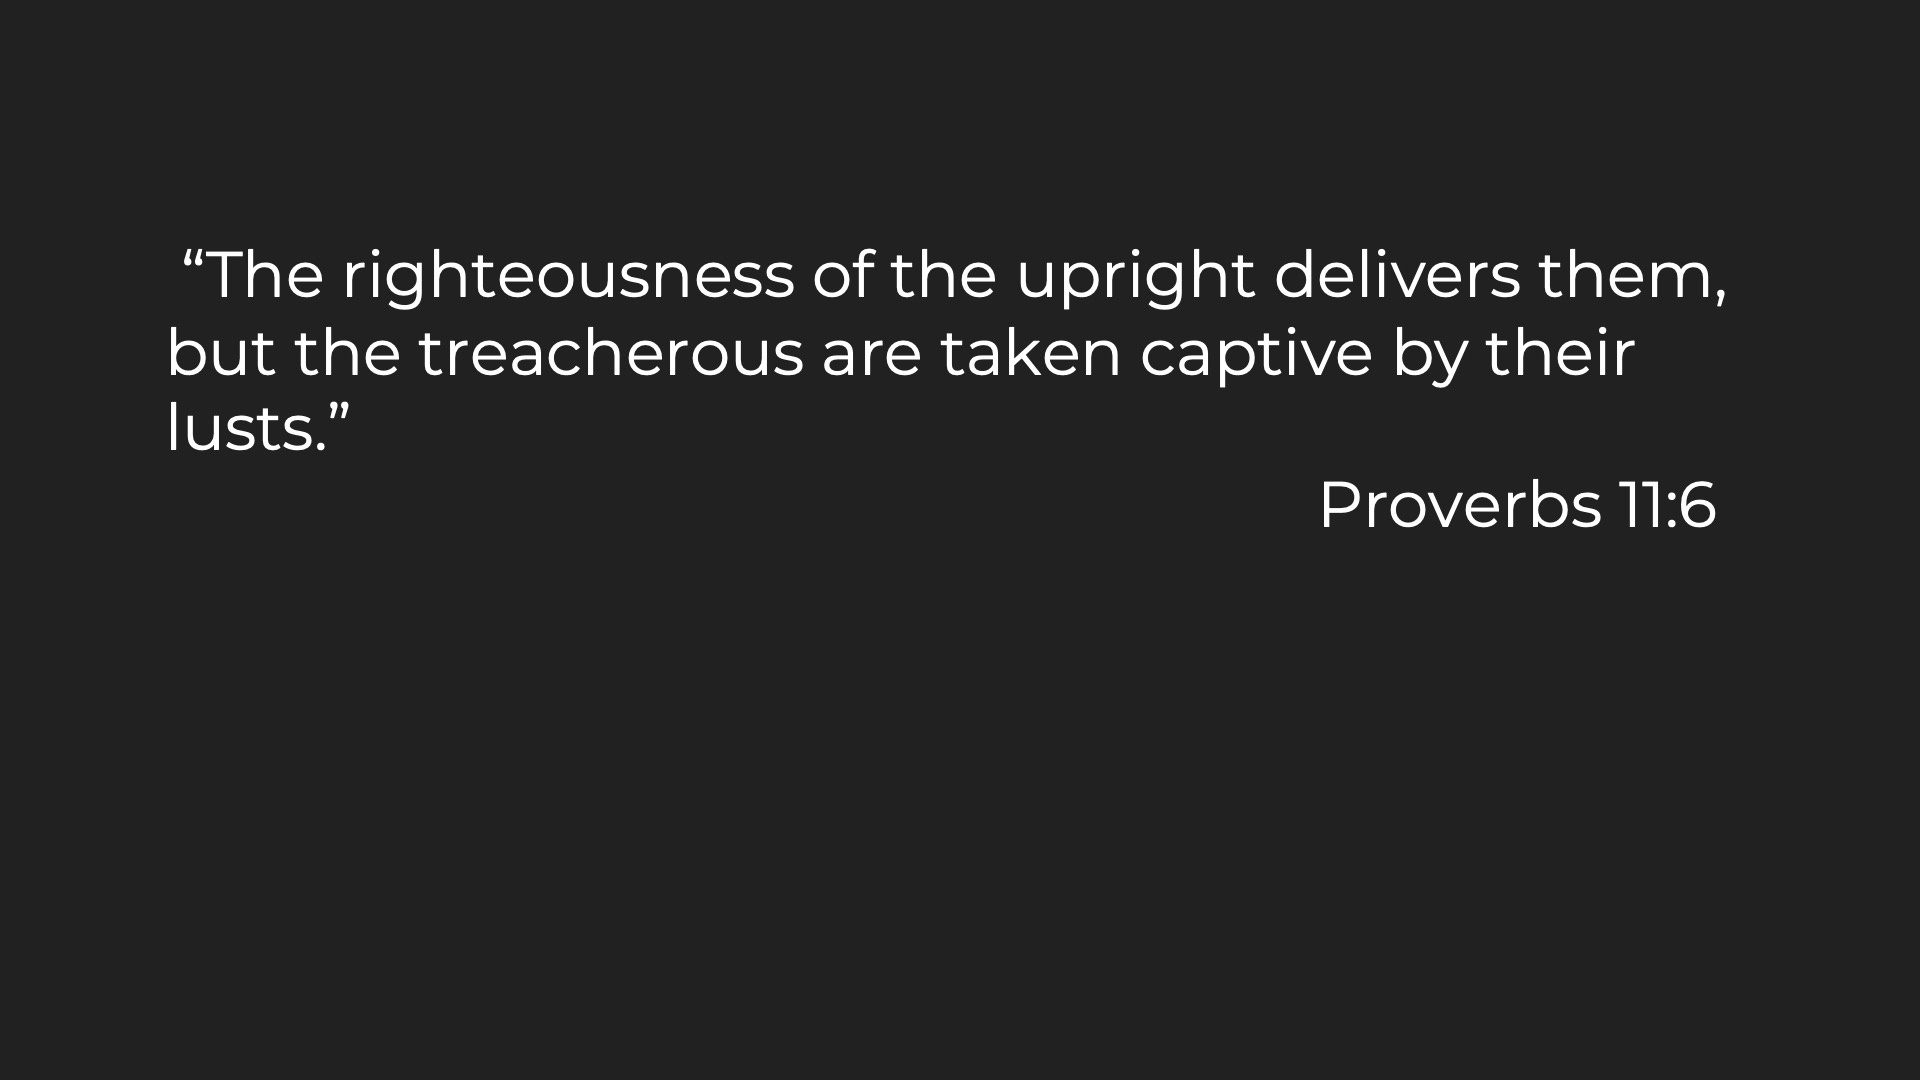 “The righteousness of the upright delivers them,
but the treacherous are taken captive by their
lusts.”
Proverbs 11:6